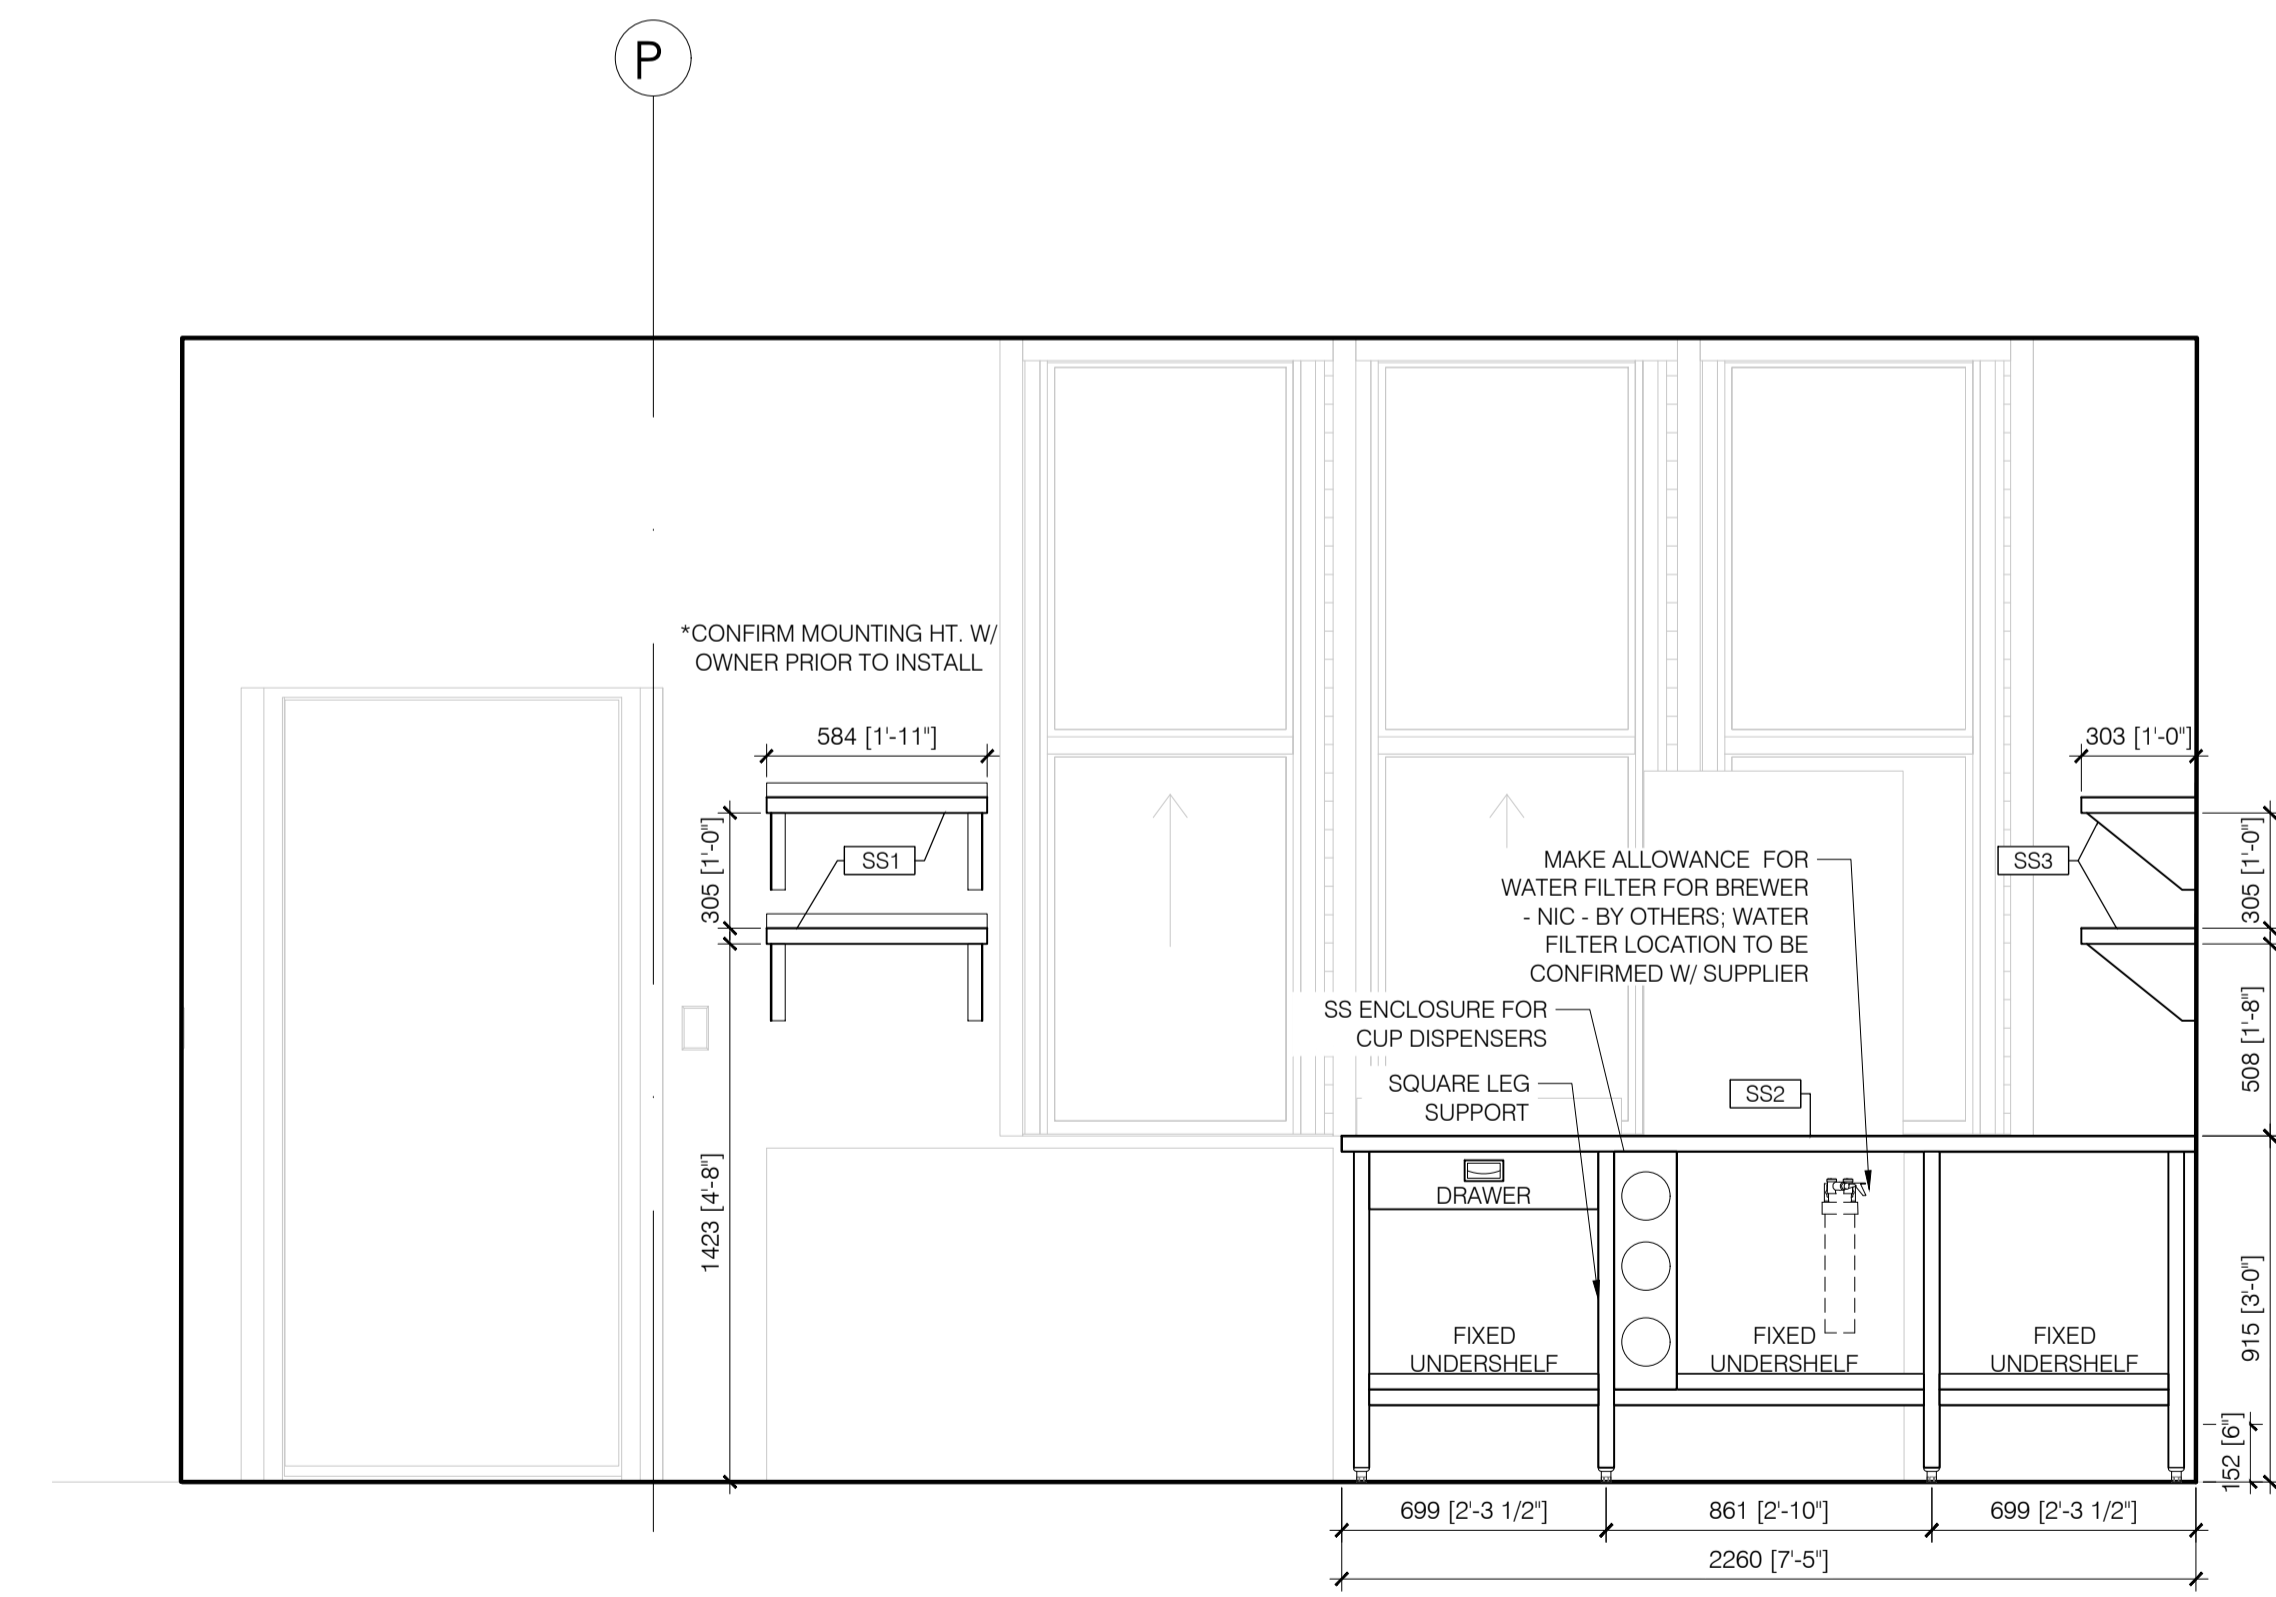 P
*CONFIRM MOUNTING HT. W/
OWNER PRIOR TO INSTALL
584 [1'-11"]
303 [1'-0"]
305 [1'-0"]
SS1
MAKE ALLOWANCE FOR
WATER FILTER FOR BREWER
- NIC - BY OTHERS; WATER
FILTER LOCATION TO BE
CONFIRMED W/ SUPPLIER
SS3
305 [1'-0"]
SS ENCLOSURE FOR
CUP DISPENSERS
508 [1'-8"]
SQUARE LEG
SUPPORT
SS2
1423 [4'-8"]
DRAWER
915 [3'-0"]
FIXED
UNDERSHELF
FIXED
UNDERSHELF
FIXED
UNDERSHELF
152 [6"]
699 [2'-3 1/2"]
861 [2'-10"]
699 [2'-3 1/2"]
2260 [7'-5"]